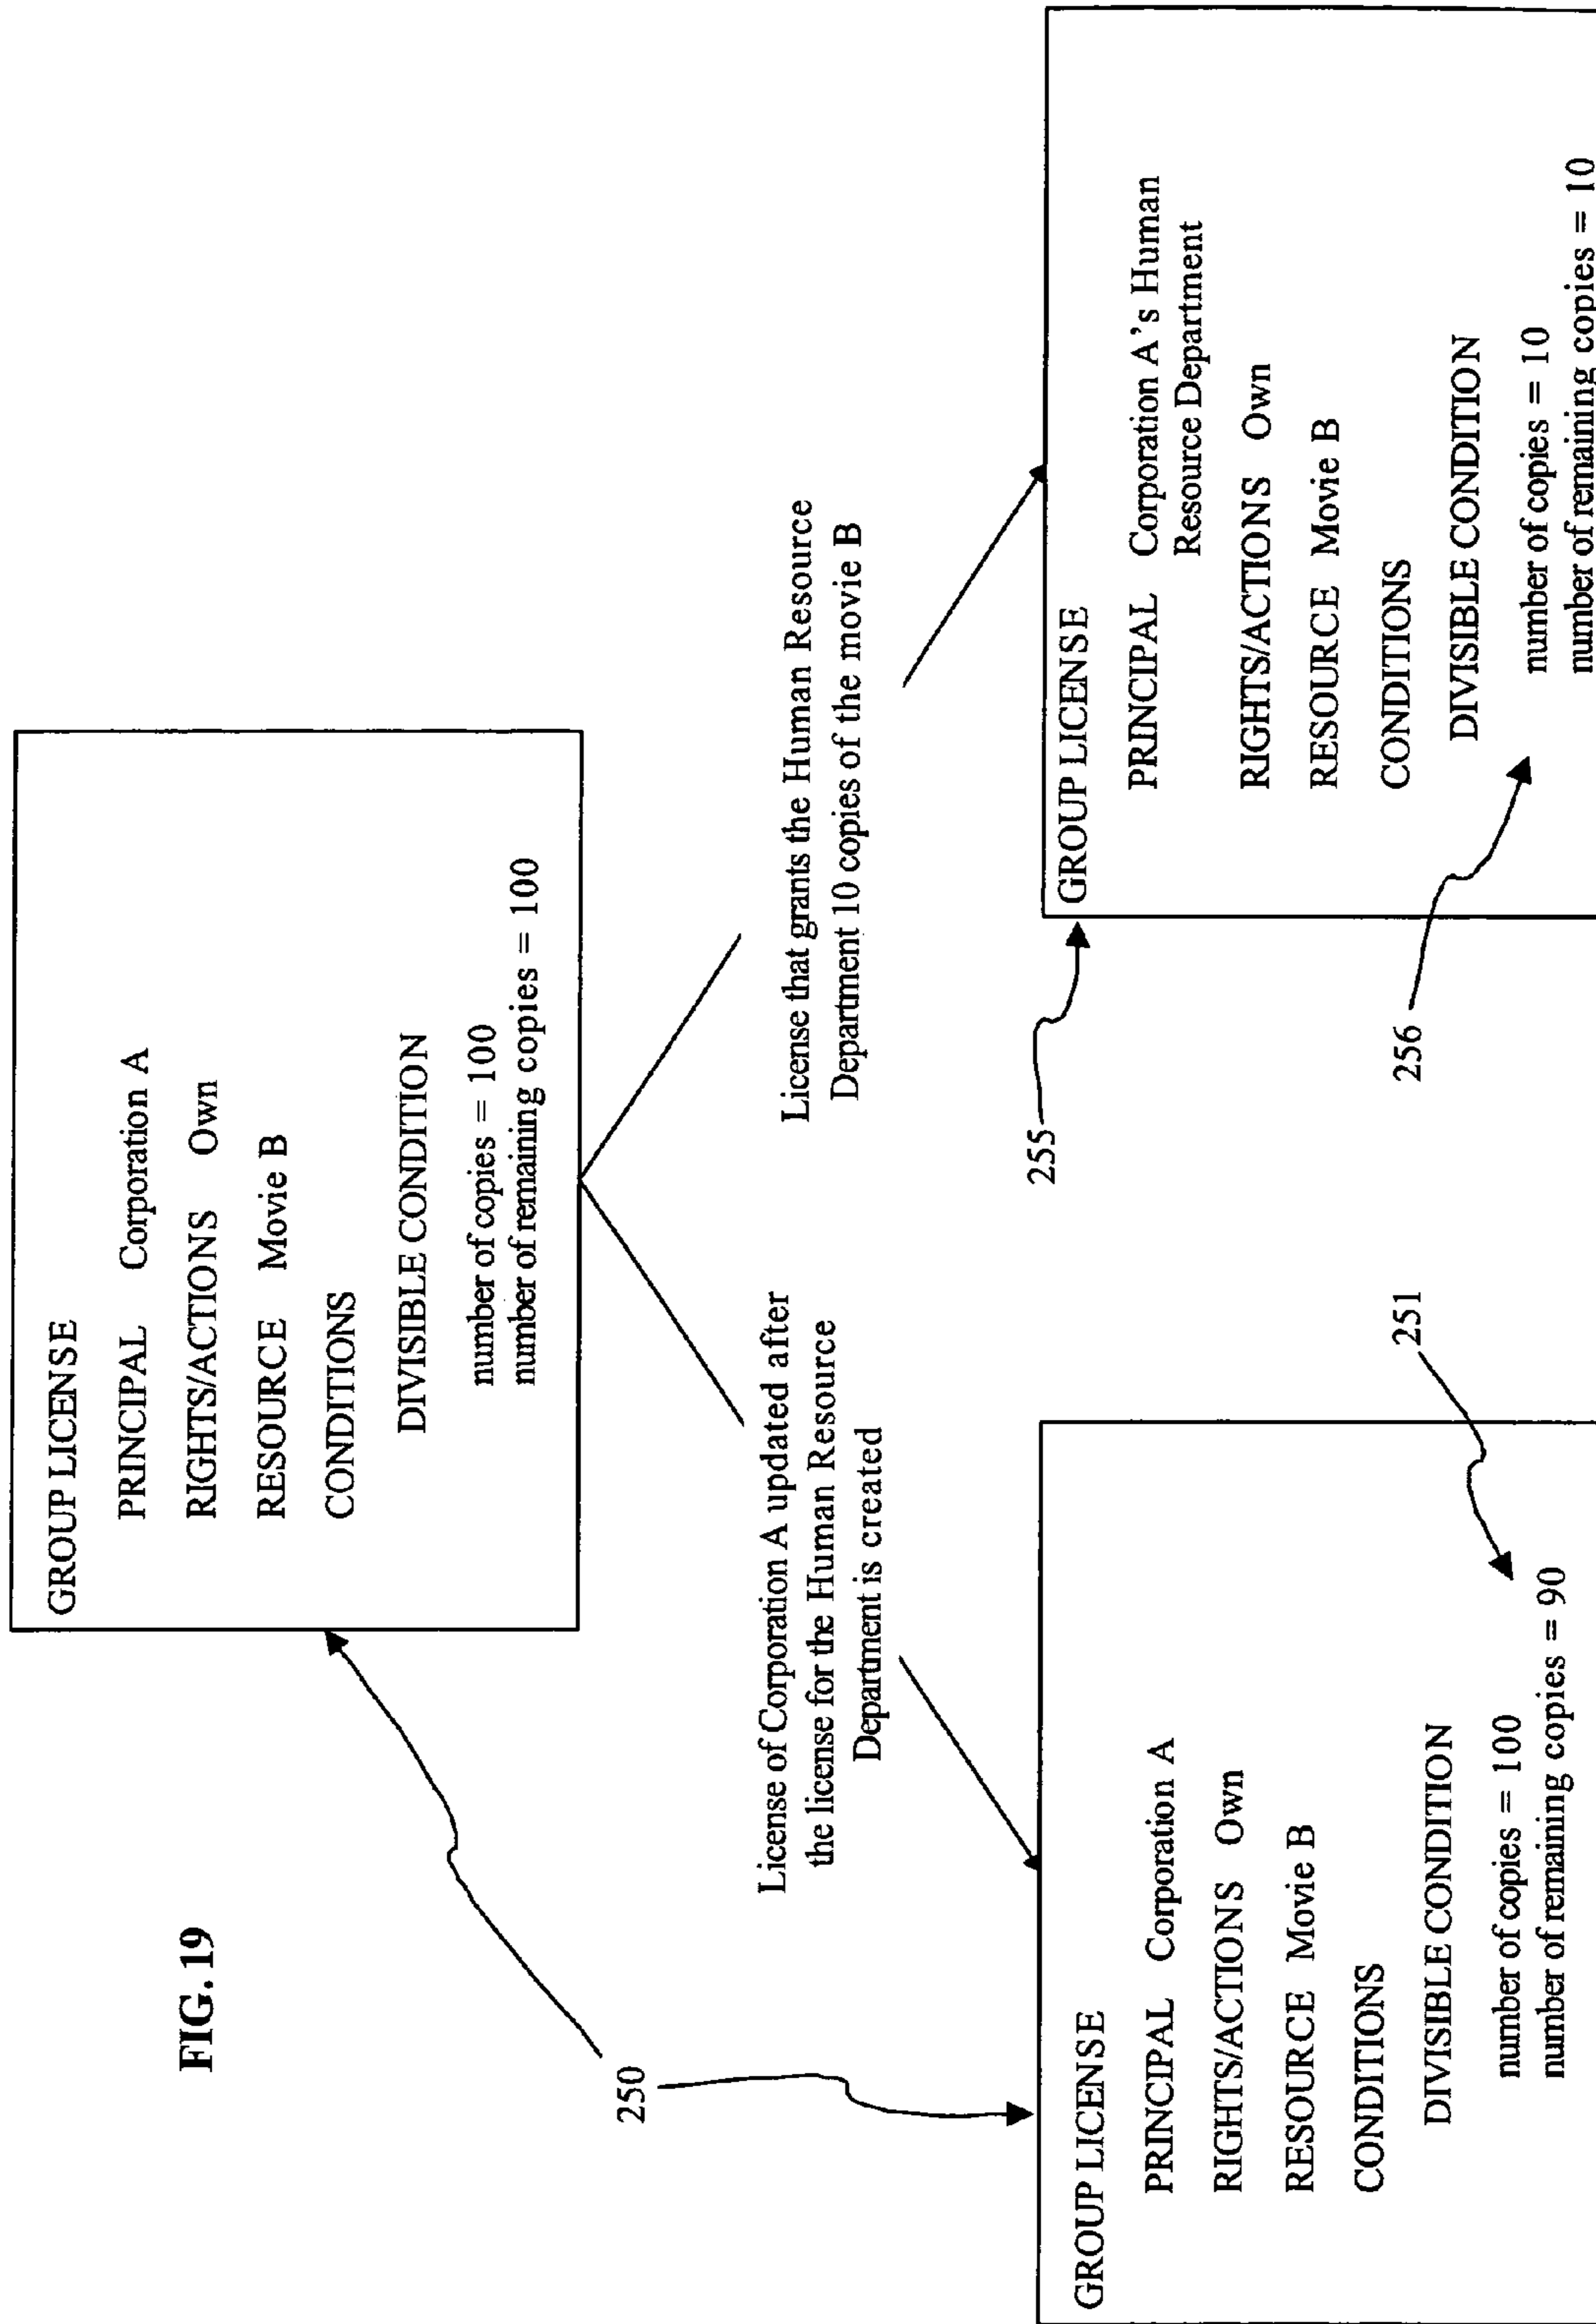 FIG. 19
GROUP LICENSE
PRINCIPAL Corporation A
RIGHTS/ACTIONS Own
RESOURCE Movie B
CONDITIONS
DIVISIBLE CONDITION
number of copies = 100
number of remaining copies = 100
250
License of Corporation A updated after
the license for the Human Resource
Department is created
License that grants the Human Resource
Department 10 copies of the movie B
GROUP LICENSE
PRINCIPAL Corporation A
RIGHTS/ACTIONS Own
RESOURCE Movie B
CONDITIONS
DIVISIBLE CONDITION
number of copies = 100
number of remaining copies = 90
251
255
GROUP LICENSE
PRINCIPAL Corporation A's Human
Resource Department
RIGHTS/ACTIONS Own
RESOURCE Movie B
CONDITIONS
DIVISIBLE CONDITION
number of copies = 10
number of remaining copies = 10
256